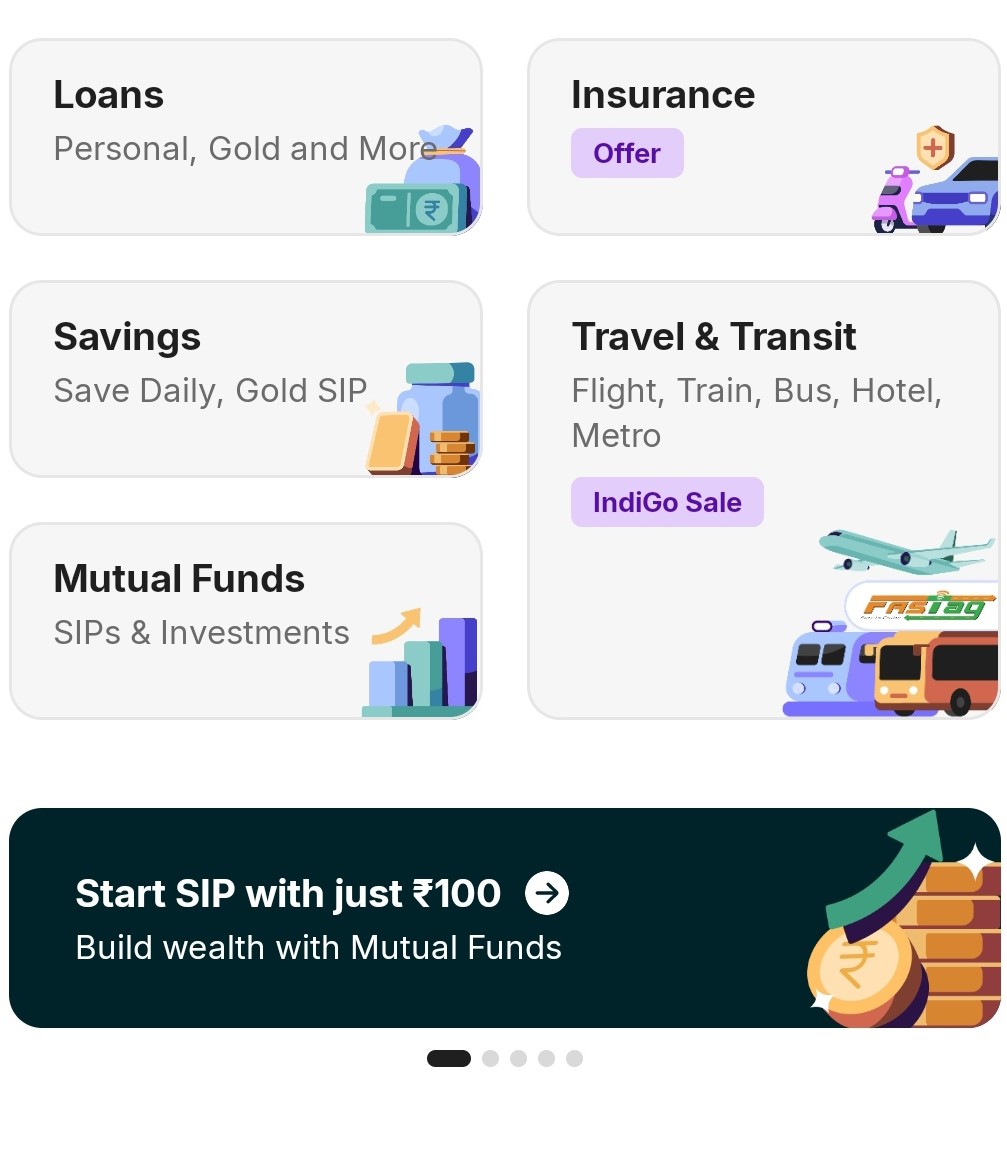 Loans
Personal, Gold and More
₹
Insurance
Offer
Savings
Save Daily, Gold SIP
Travel & Transit
Flight, Train, Bus, Hotel,
Metro
IndiGo Sale
FASTag
Mutual Funds
SIPs & Investments
Start SIP with just ₹100
Build wealth with Mutual Funds
₹